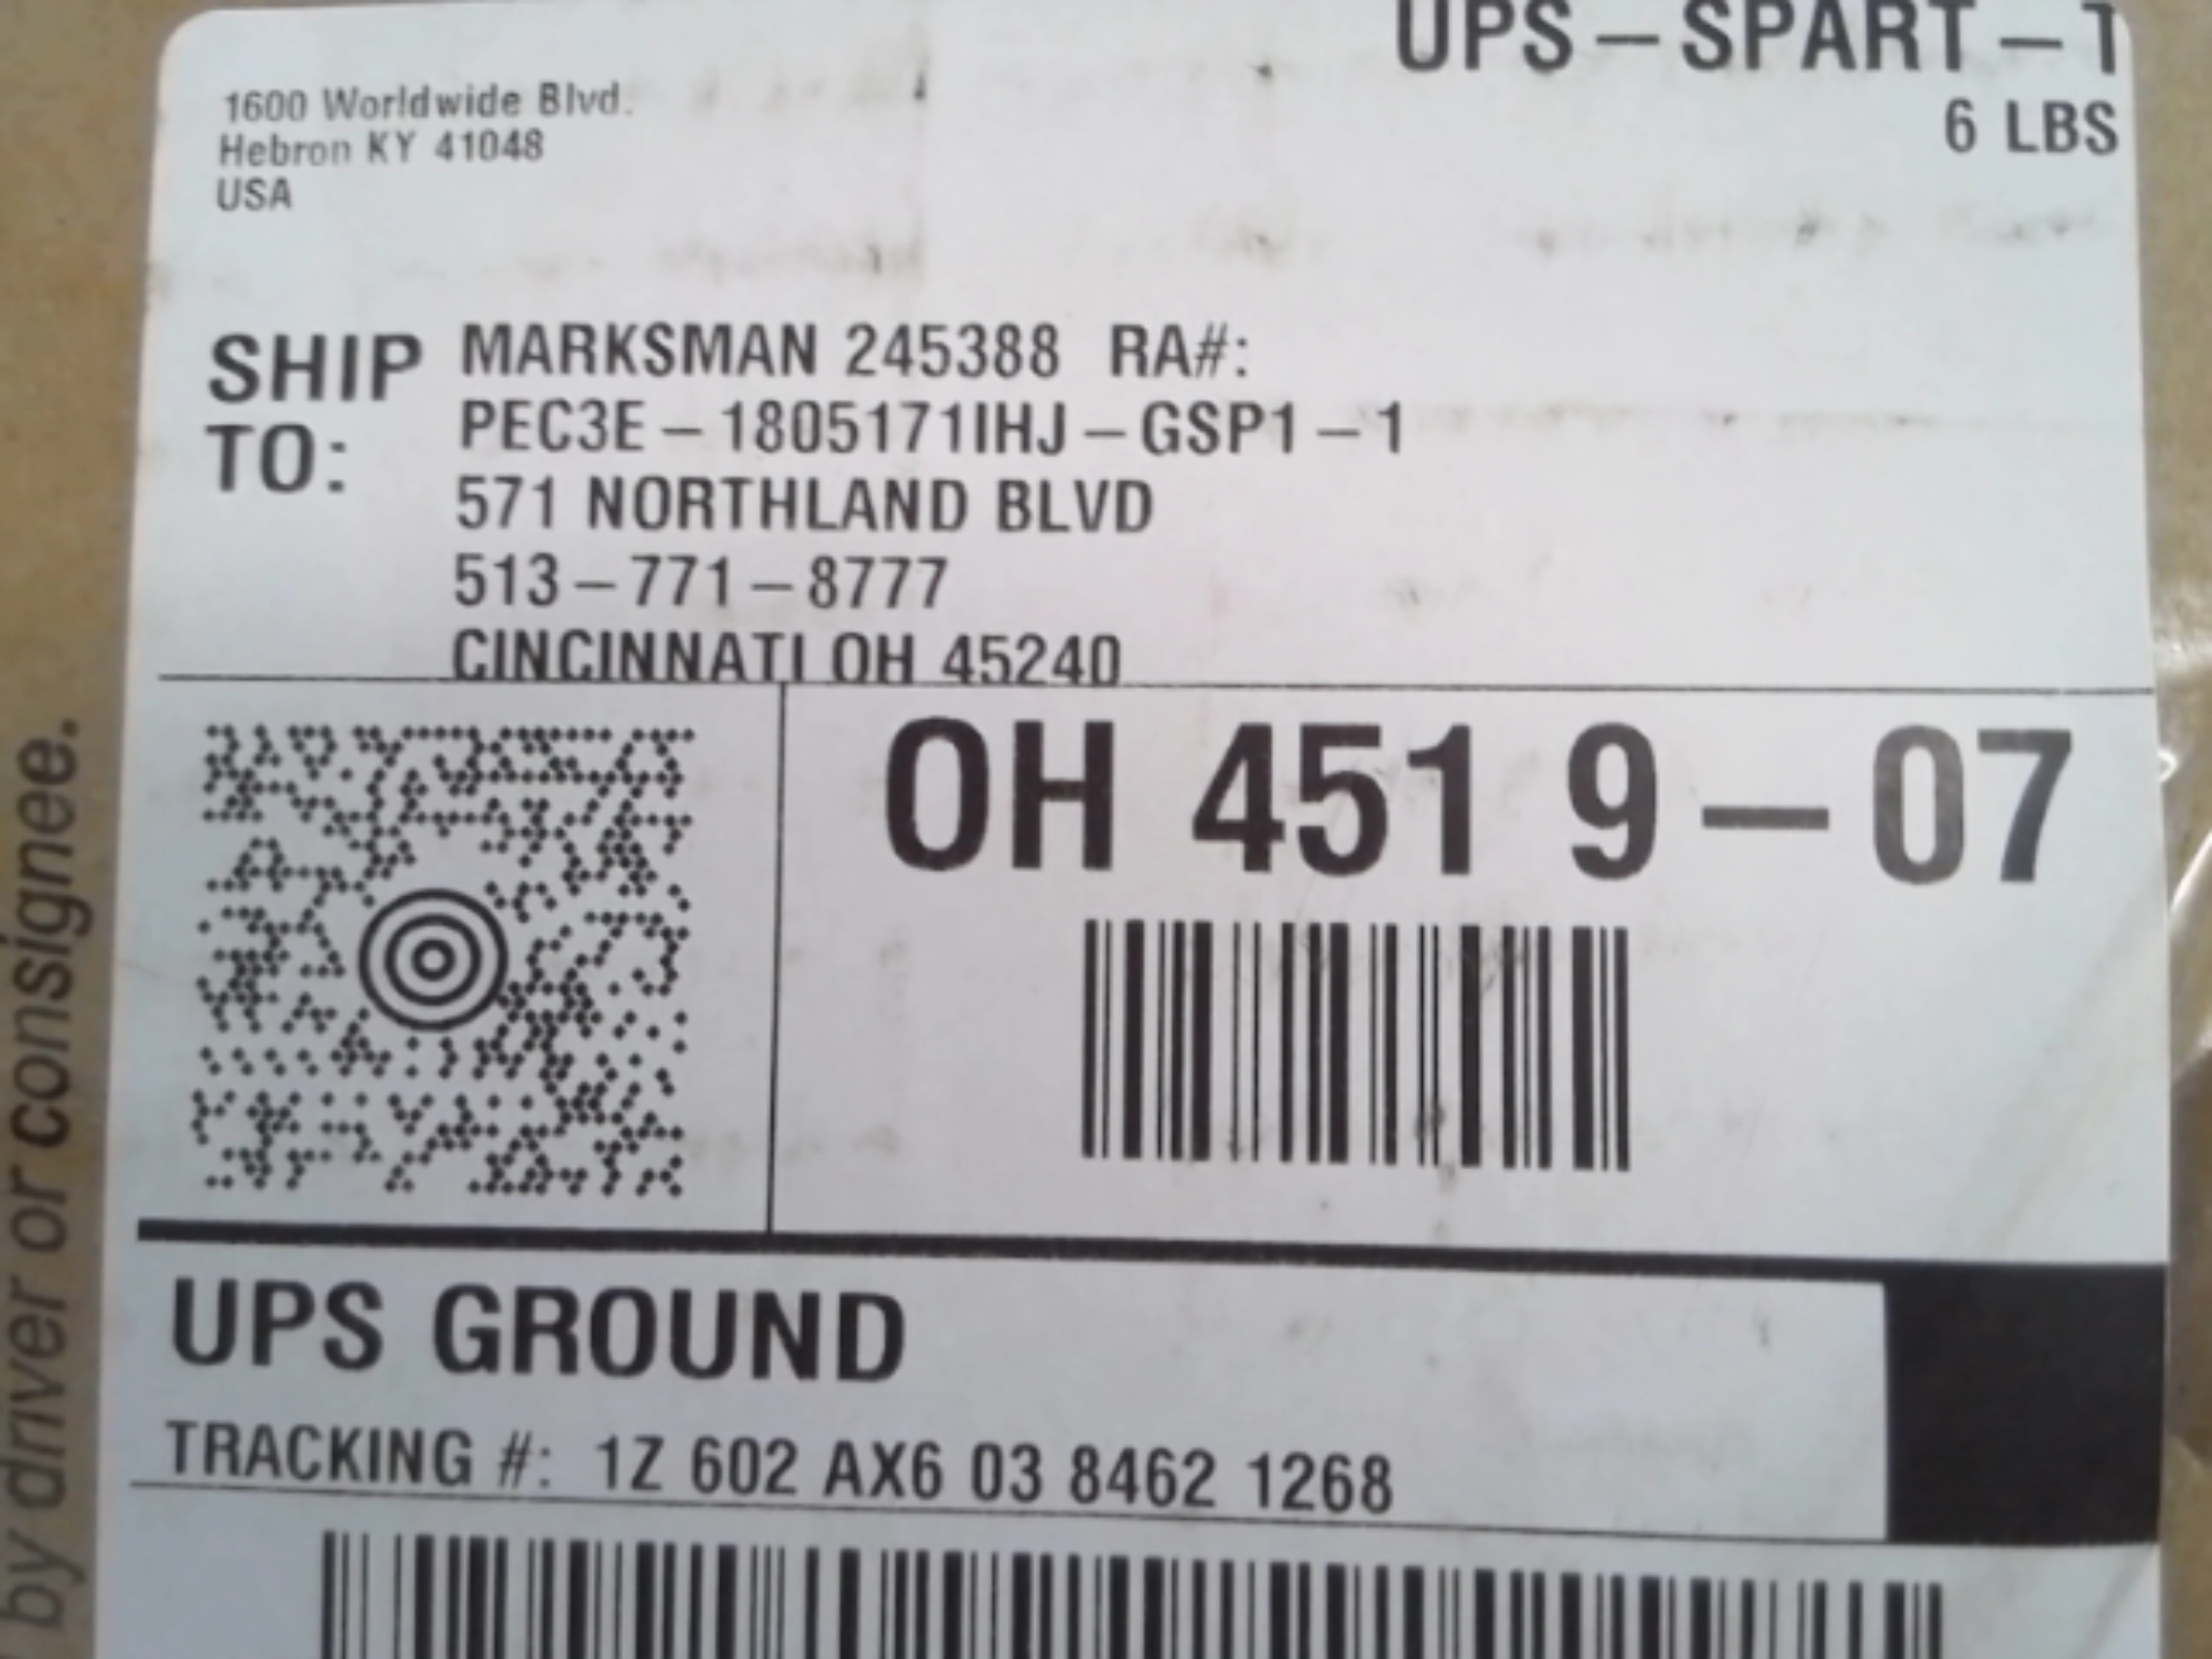 UPS-SPART-1
6 LBS
1600 Worldwide Blvd.
Hebron KY 41048
USA
SHIP TO:
MARKSMAN 245388 RA#:
PEC3E-1805171IHJ-GSP1-1
571 NORTHLAND BLVD
513-771-8777
CINCINNATI OH 45240
OH 451 9-07
UPS GROUND
TRACKING #: 1Z 602 AX6 03 8462 1268
by driver or consignee.